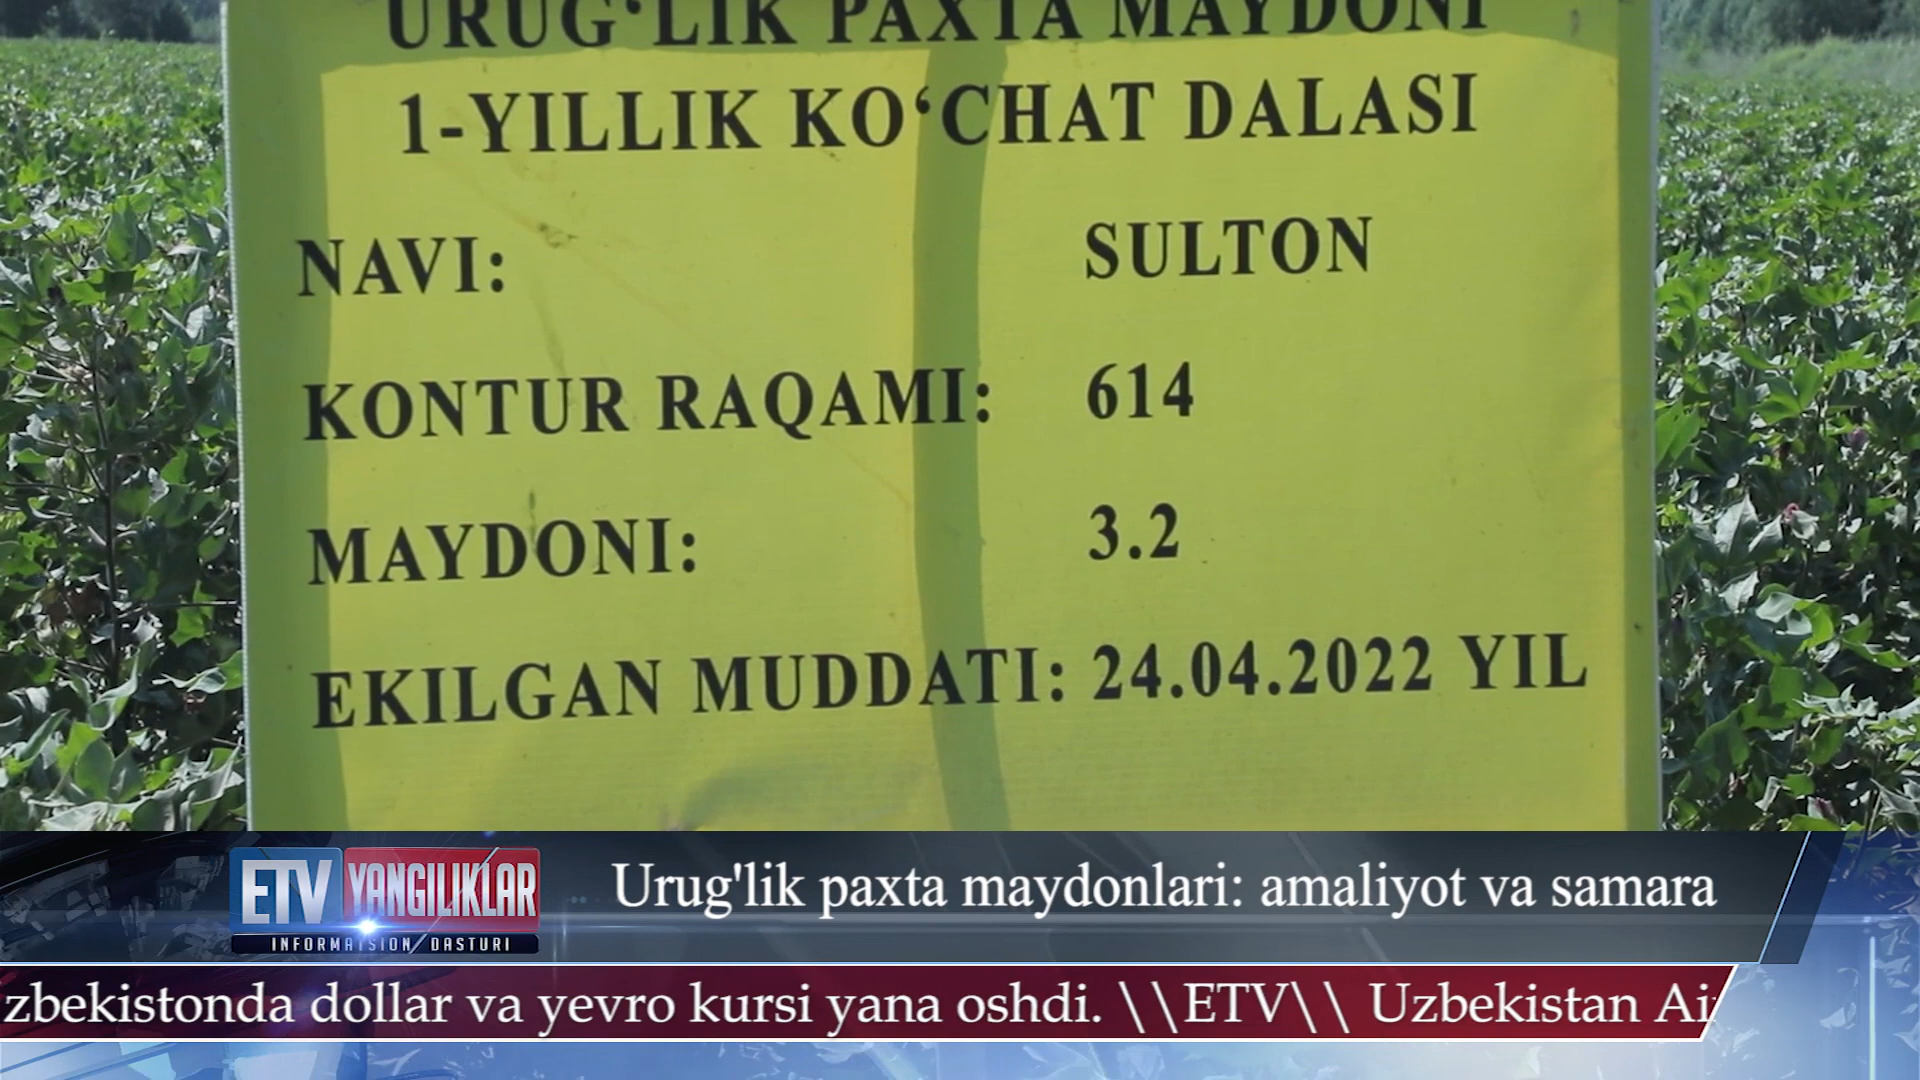 URUG‘LIK PAXTA MAYDONI
1-YILLIK KO‘CHAT DALASI
NAVI: SULTON
KONTUR RAQAMI: 614
MAYDONI: 3.2
EKILGAN MUDDATI: 24.04.2022 YIL
ETV YANGILIKLAR
INFORMATSION DASTURI
Urug'lik paxta maydonlari: amaliyot va samara
zbekistonda dollar va yevro kursi yana oshdi. \\ETV\\ Uzbekistan Ai